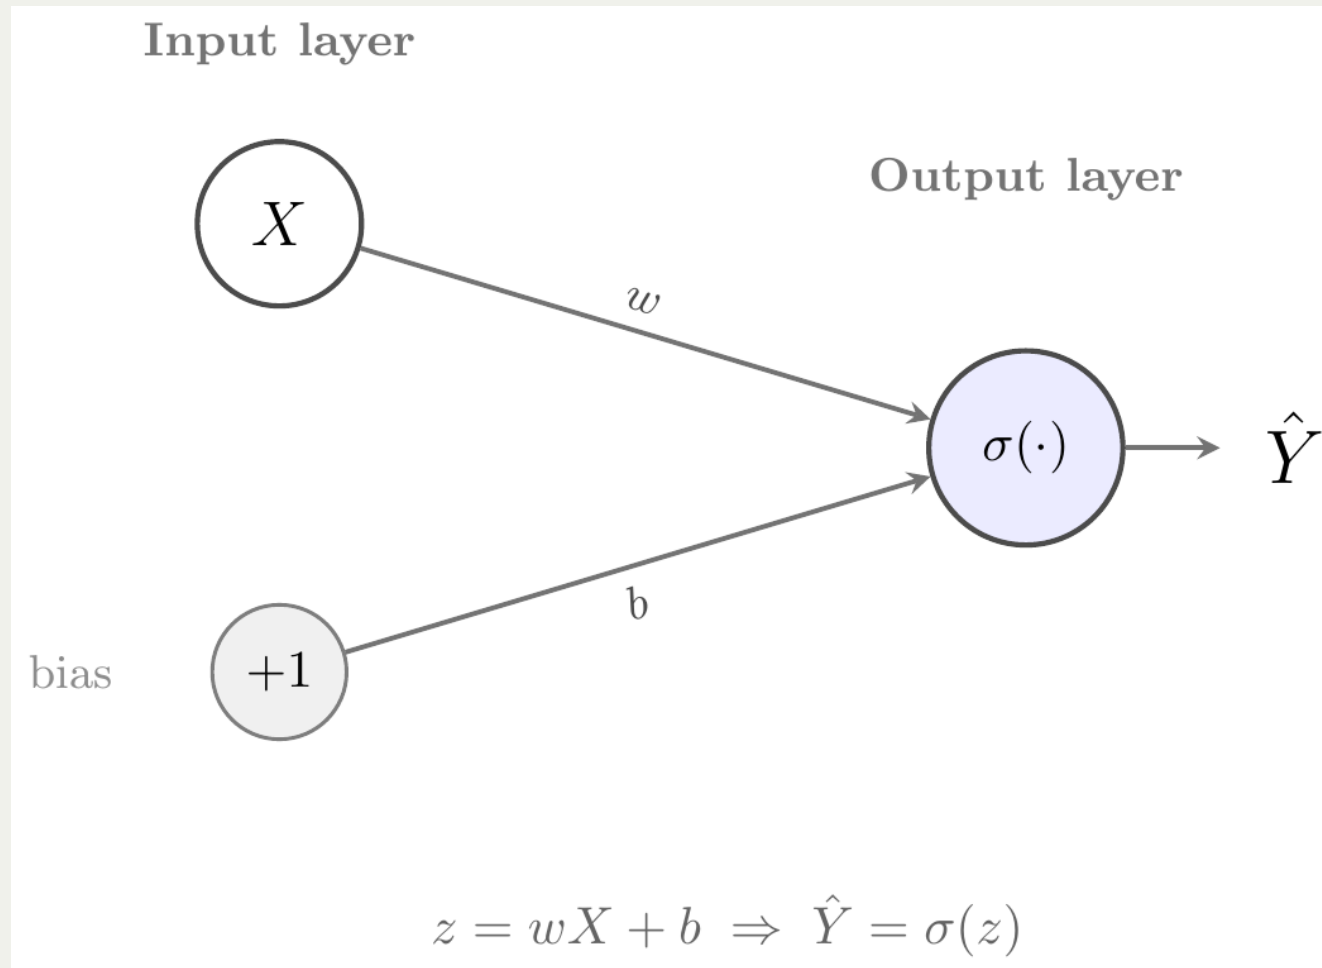 Input layer
Output layer
X
w
σ(·)
Ŷ
b
bias
+1
z = wX + b ⇒ Ŷ = σ(z)